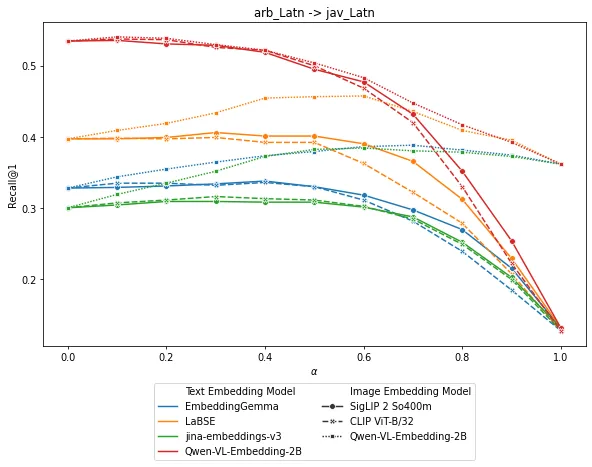 arb_Latn -> jav_Latn
Recall@1
0.5
0.4
0.3
0.2
0.0
0.2
0.4
0.6
0.8
1.0
α
Text Embedding Model
EmbeddingGemma
LaBSE
jina-embeddings-v3
Qwen-VL-Embedding-2B
Image Embedding Model
SigLIP 2 So400m
CLIP ViT-B/32
Qwen-VL-Embedding-2B